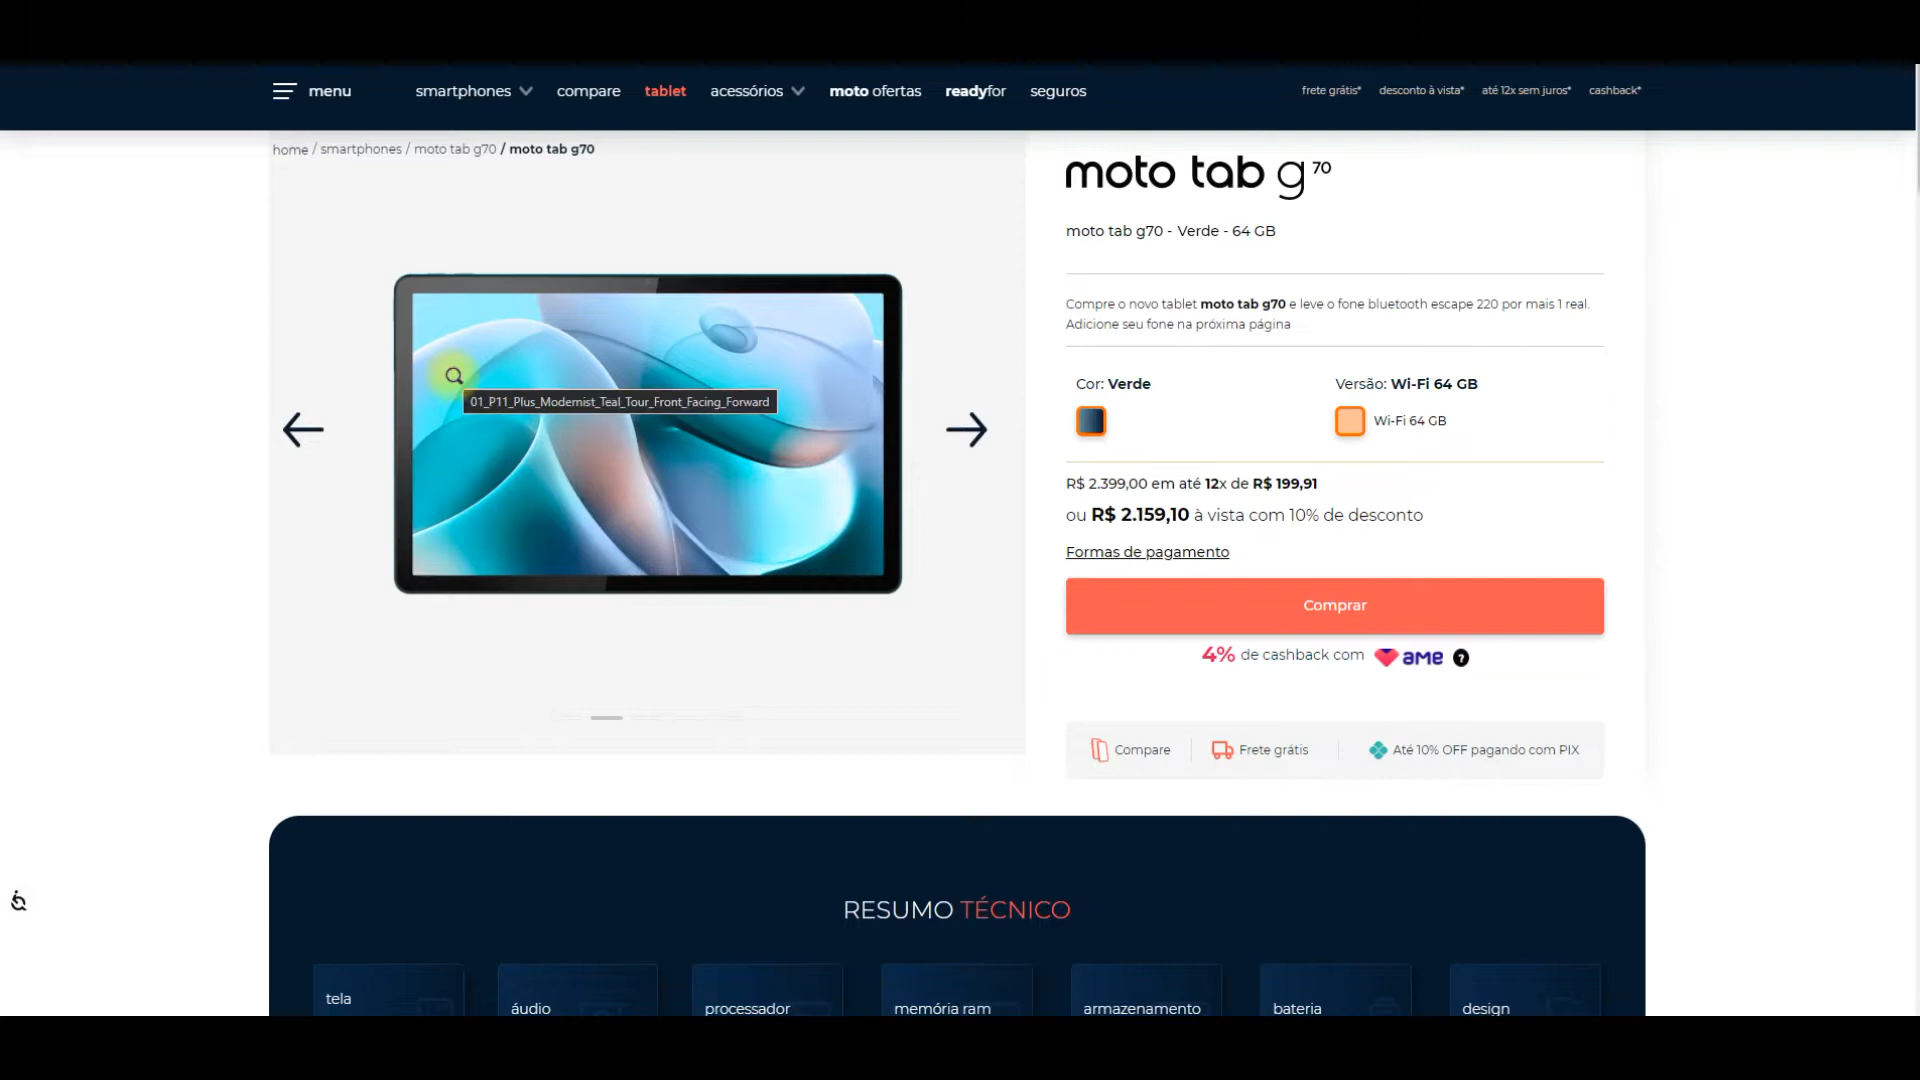 menu smartphones compare tablet acessórios moto ofertas readyfor seguros frete grátis* desconto à vista* até 12x sem juros* cashback*
home / smartphones / moto tab g70 / moto tab g70
01_P11_Plus_Modernist_Teal_Tour_Front_Facing_Forward
moto tab g70
moto tab g70 - Verde - 64 GB
Compre o novo tablet moto tab g70 e leve o fone bluetooth escape 220 por mais 1 real.
Adicione seu fone na próxima página
Cor: Verde Versão: Wi-Fi 64 GB
Wi-Fi 64 GB
R$ 2.399,00 em até 12x de R$ 199,91
ou R$ 2.159,10 à vista com 10% de desconto
Formas de pagamento
Comprar
4% de cashback com ame ?
Compare Frete grátis Até 10% OFF pagando com PIX
RESUMO TÉCNICO
tela áudio processador memória ram armazenamento bateria design